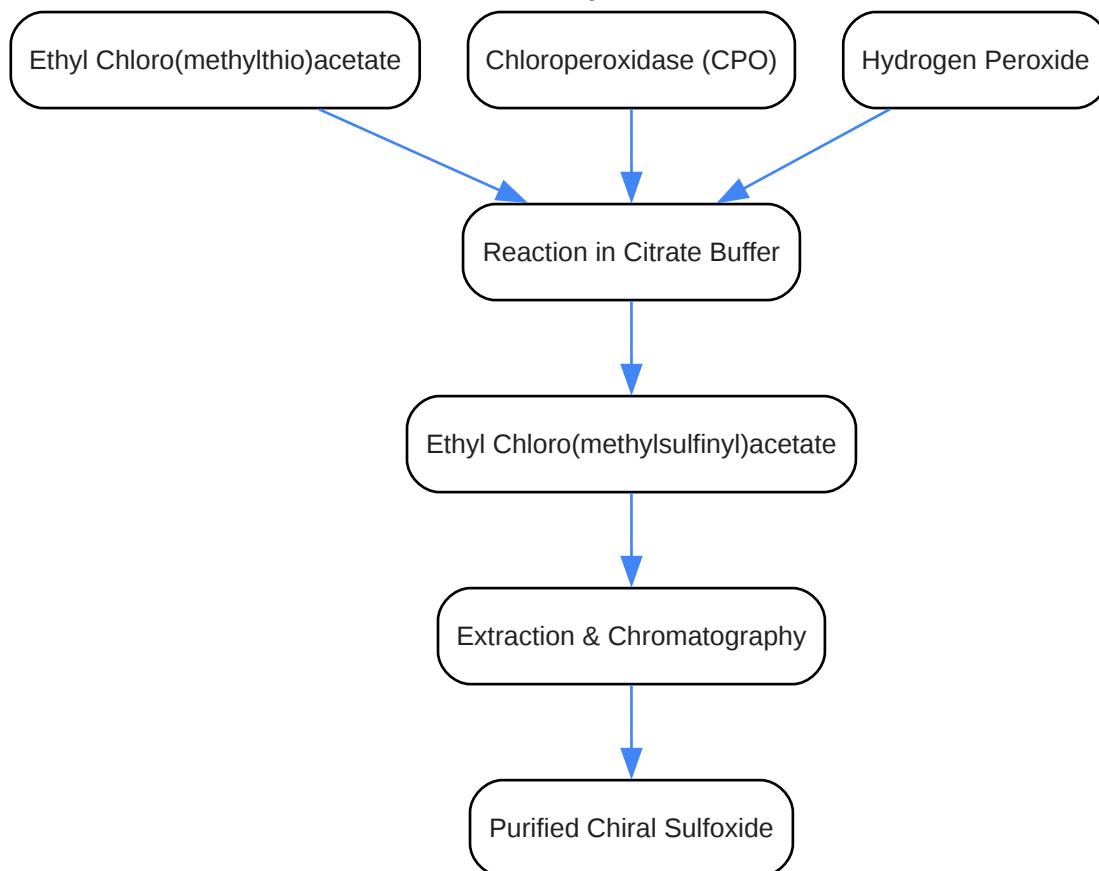 Ethyl Chloro(methylthio)acetate
Chloroperoxidase (CPO)
Hydrogen Peroxide
Reaction in Citrate Buffer
Ethyl Chloro(methylsulfinyl)acetate
Extraction & Chromatography
Purified Chiral Sulfoxide